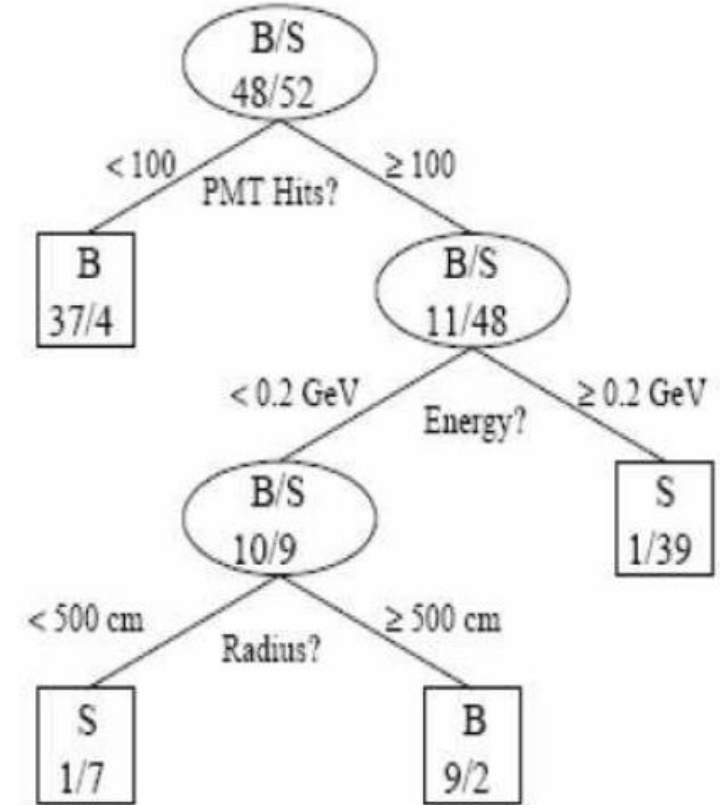 B/S
48/52
< 100
≥ 100
PMT Hits?
B
37/4
B/S
11/48
< 0.2 GeV
≥ 0.2 GeV
Energy?
B/S
10/9
S
1/39
< 500 cm
≥ 500 cm
Radius?
S
1/7
B
9/2